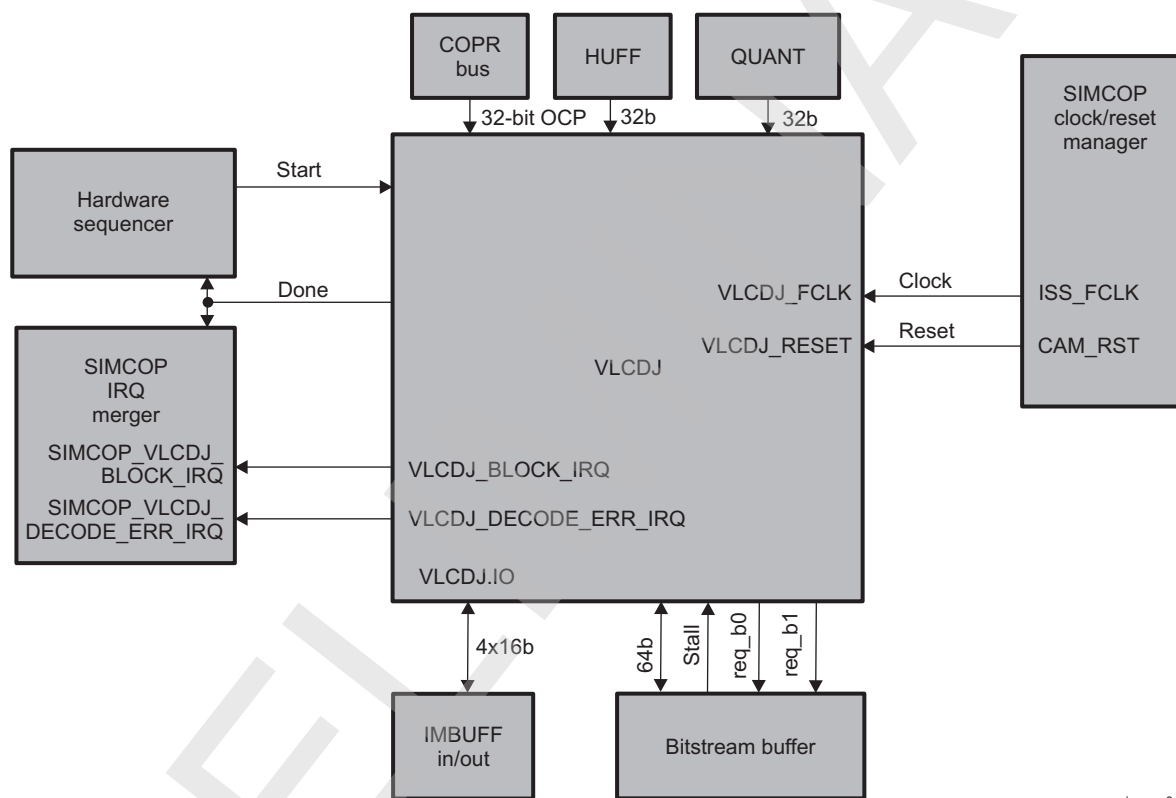 COPR
bus
HUFF
QUANT
SIMCOP
clock/reset
manager
32-bit OCP
32b
32b
Hardware
sequencer
Start
Done
VLCDJ_FCLK
Clock
ISS_FCLK
VLCDJ_RESET
Reset
CAM_RST
VLCDJ
SIMCOP
IRQ
merger
SIMCOP_VLCDJ_
BLOCK_IRQ
VLCDJ_BLOCK_IRQ
SIMCOP_VLCDJ_
DECODE_ERR_IRQ
VLCDJ_DECODE_ERR_IRQ
VLCDJ.IO
4x16b
64b
Stall
req_b0
req_b1
IMBUFF
in/out
Bitstream buffer